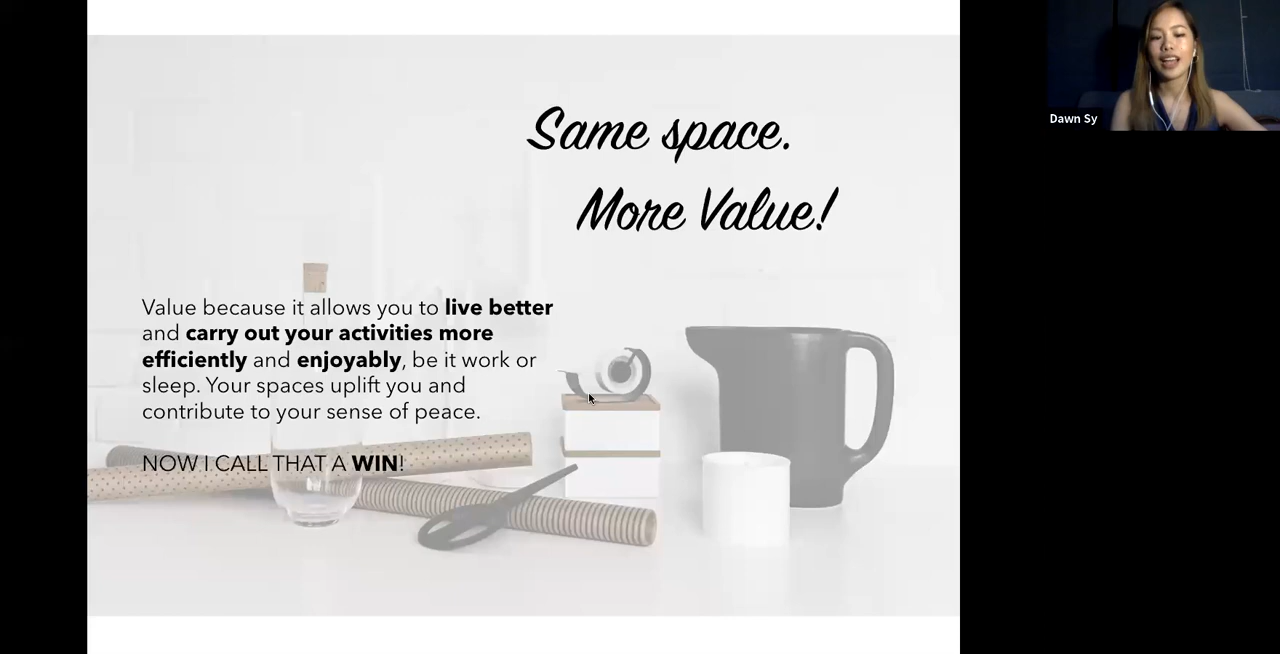 Same space.
More Value!
Value because it allows you to live better
and carry out your activities more
efficiently and enjoyably, be it work or
sleep. Your spaces uplift you and
contribute to your sense of peace.
NOW I CALL THAT A WIN!
Dawn Sy